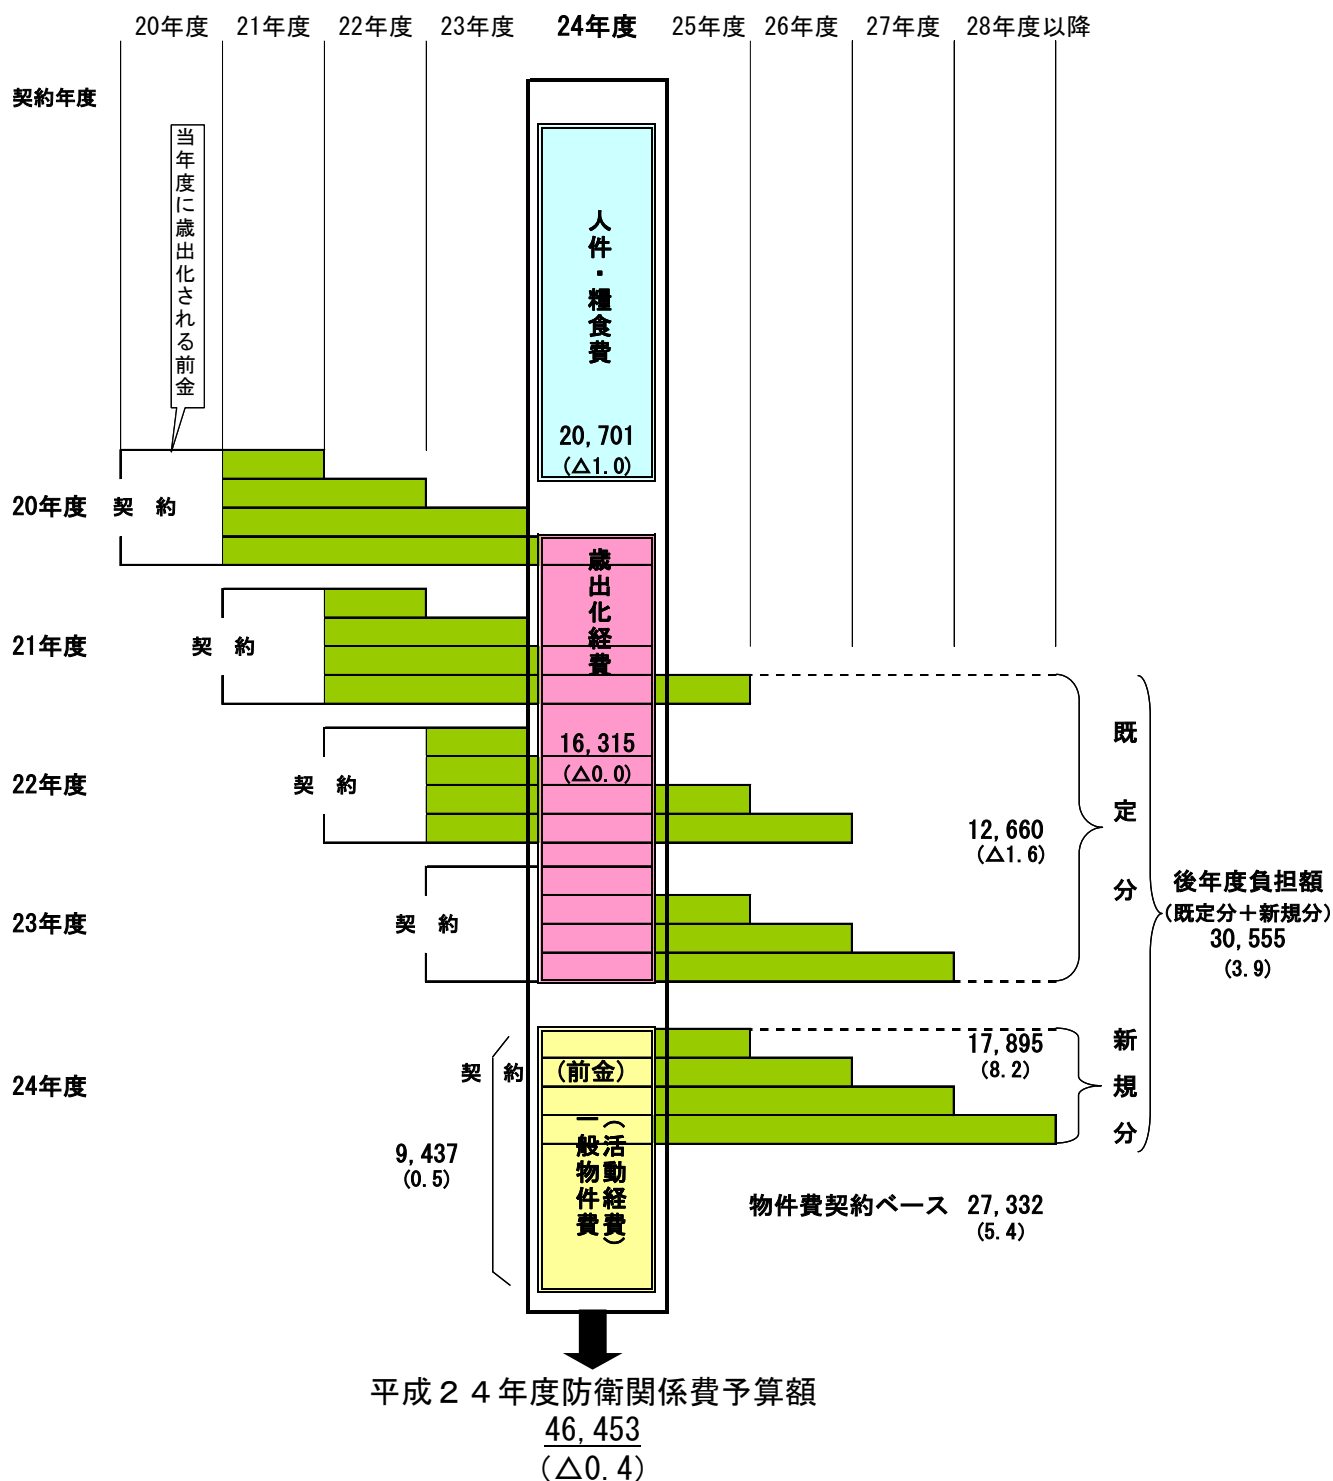 20年度 21年度 22年度 23年度 24年度 25年度 26年度 27年度 28年度以降
契約年度
当年度に歳出化される前金
人件・糧食費
20,701
(△1.0)
20年度 契 約
歳出化経費
21年度 契 約
16,315
(△0.0)
22年度 契 約
12,660
(△1.6)
既定分
23年度 契 約
後年度負担額
(既定分＋新規分)
30,555
(3.9)
24年度 契 約 (前金)
17,895
(8.2)
新規分
9,437
(0.5)
一般物件費
(活動経費)
物件費契約ベース 27,332
(5.4)
平成２４年度防衛関係費予算額
46,453
(△0.4)